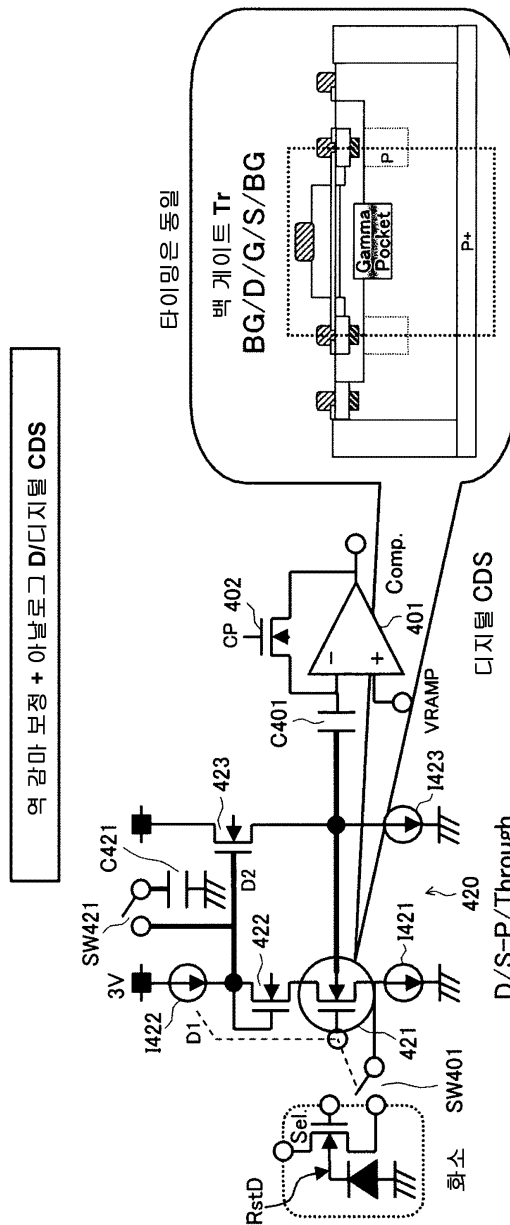 역 감마 보정 + 아날로그 D/디지털 CDS
타이밍은 동일
백 게이트 Tr
BG/D/G/S/BG
Gamma
Pocket
P
P+
SW421
C421
3V
I422
D1
D2
423
422
421
CP
402
C401
Comp.
401
VRAMP
디지털 CDS
I423
I421
420
D/S-P/Through
SW401
Sel.
RstD
화소